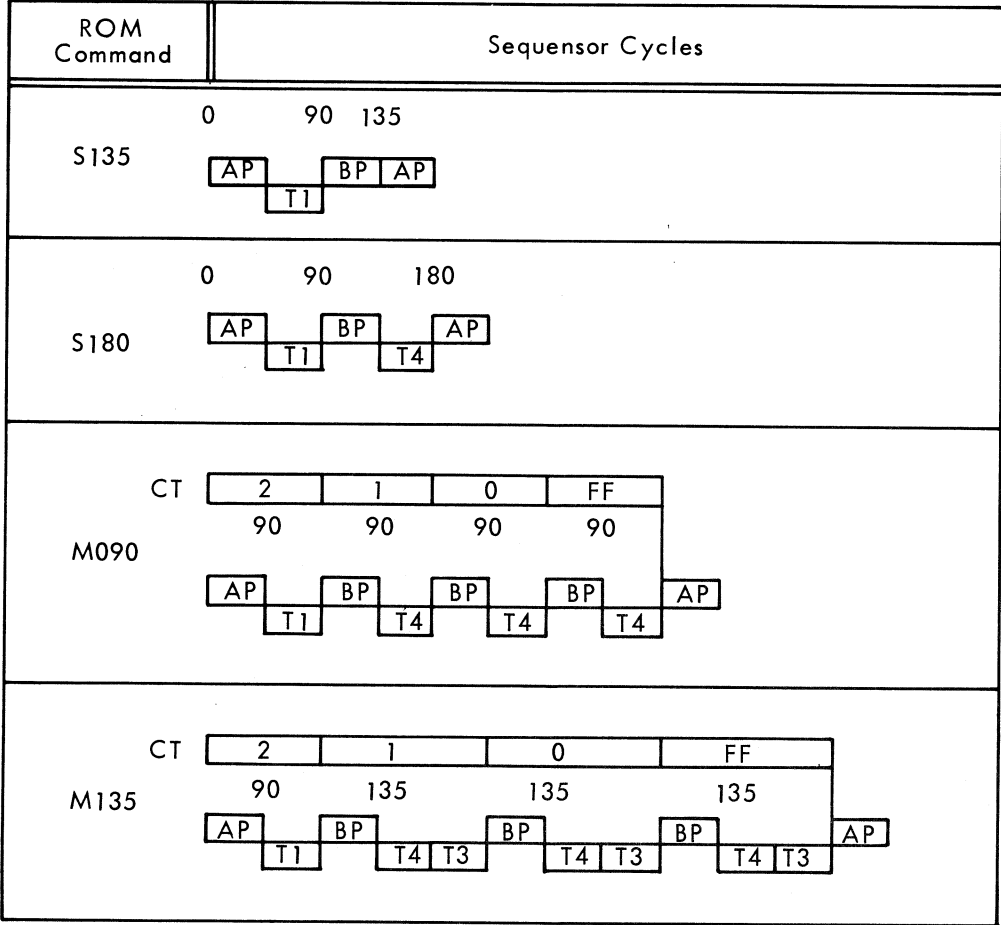 ROM
Command
Sequensor Cycles
0 90 135
S135
AP BP AP
T1
0 90 180
S180
AP BP AP
T1 T4
CT 2 1 0 FF
90 90 90 90
M090
AP BP BP BP AP
T1 T4 T4 T4
CT 2 1 0 FF
90 135 135 135
M135
AP BP BP BP AP
T1 T4 T3 T4 T3 T4 T3